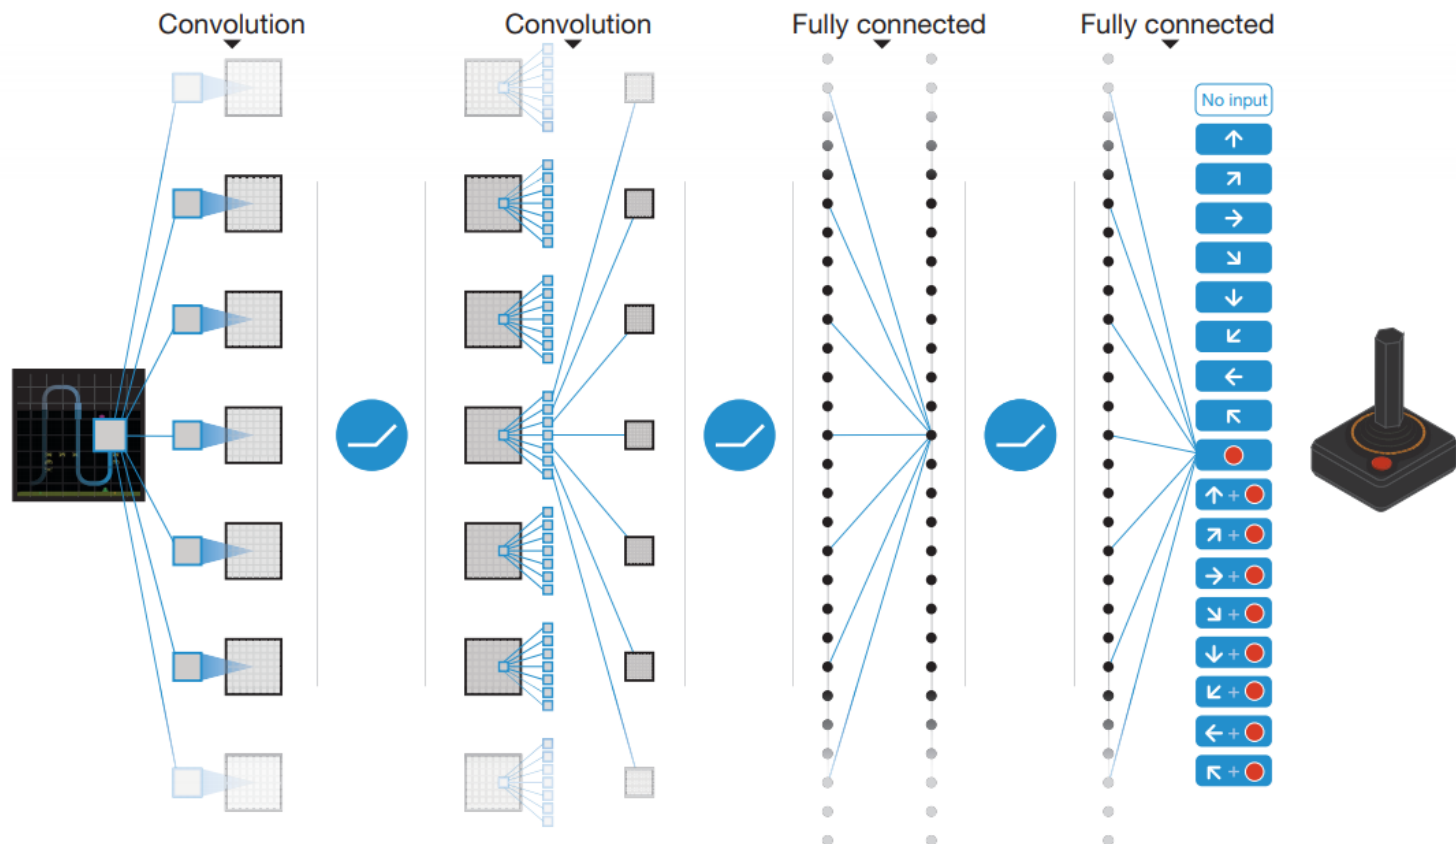 Convolution
Convolution
Fully connected
Fully connected
No input
+
+
+
+
+
+
+
+